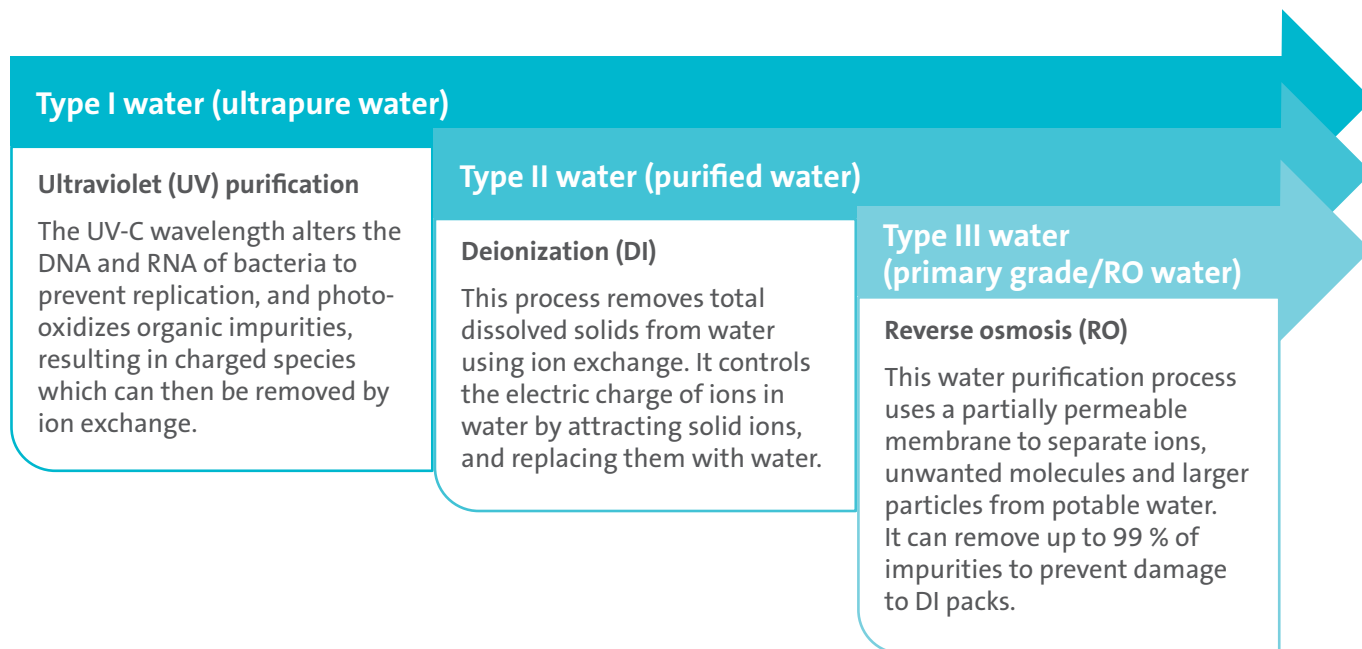 Type I water (ultrapure water)
Ultraviolet (UV) purification
The UV-C wavelength alters the
DNA and RNA of bacteria to
prevent replication, and photo-
oxidizes organic impurities,
resulting in charged species
which can then be removed by
ion exchange.
Type II water (purified water)
Deionization (DI)
This process removes total
dissolved solids from water
using ion exchange. It controls
the electric charge of ions in
water by attracting solid ions,
and replacing them with water.
Type III water
(primary grade/RO water)
Reverse osmosis (RO)
This water purification process
uses a partially permeable
membrane to separate ions,
unwanted molecules and larger
particles from potable water.
It can remove up to 99 % of
impurities to prevent damage
to DI packs.